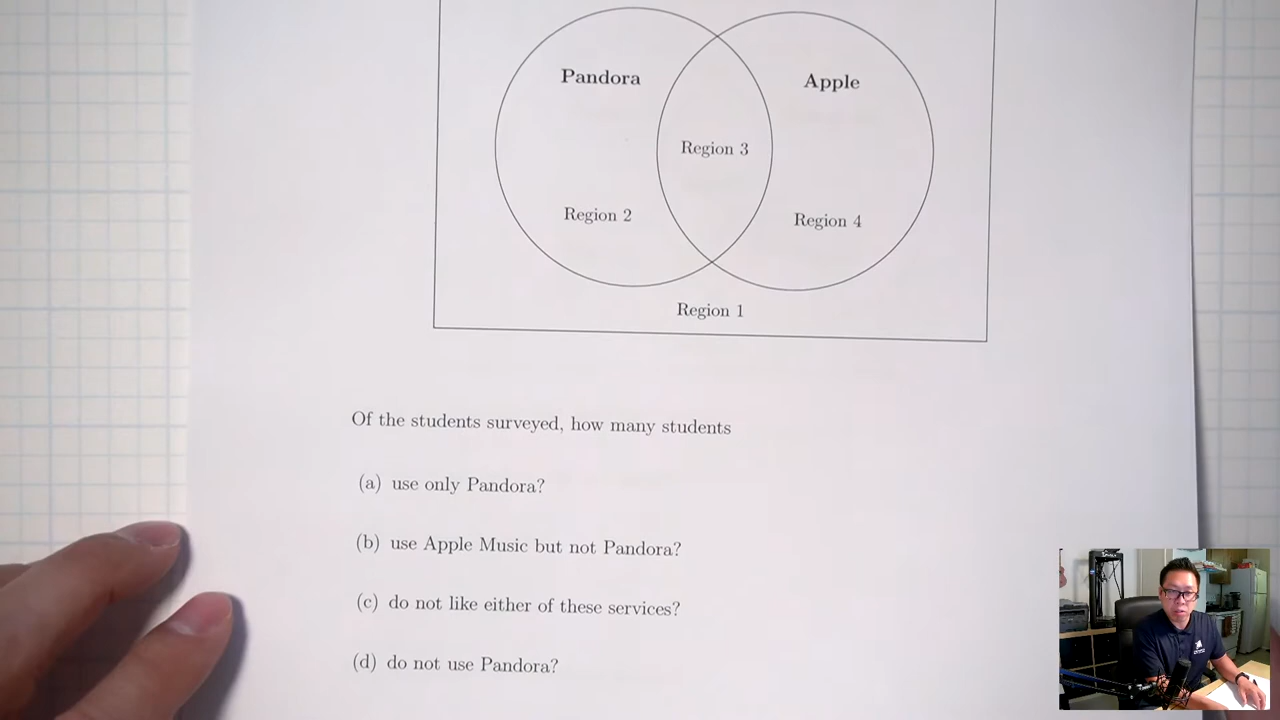 Pandora
Apple
Region 3
Region 2
Region 4
Region 1
Of the students surveyed, how many students
(a) use only Pandora?
(b) use Apple Music but not Pandora?
(c) do not like either of these services?
(d) do not use Pandora?